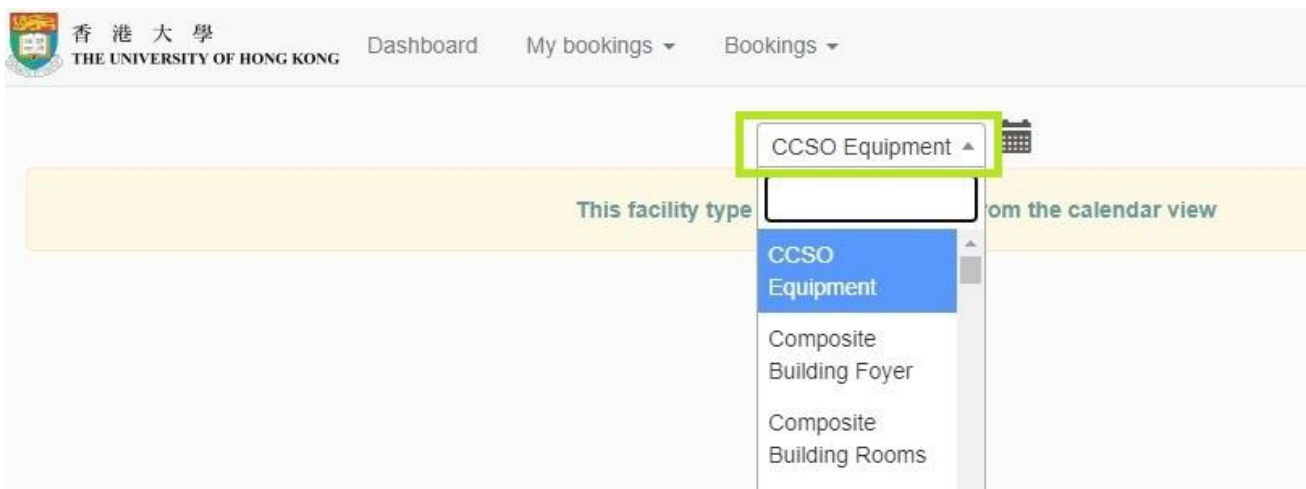 香港大學
THE UNIVERSITY OF HONG KONG
Dashboard My bookings Bookings
CCSO Equipment
This facility type om the calendar view
CCSO
Equipment
Composite
Building Foyer
Composite
Building Rooms